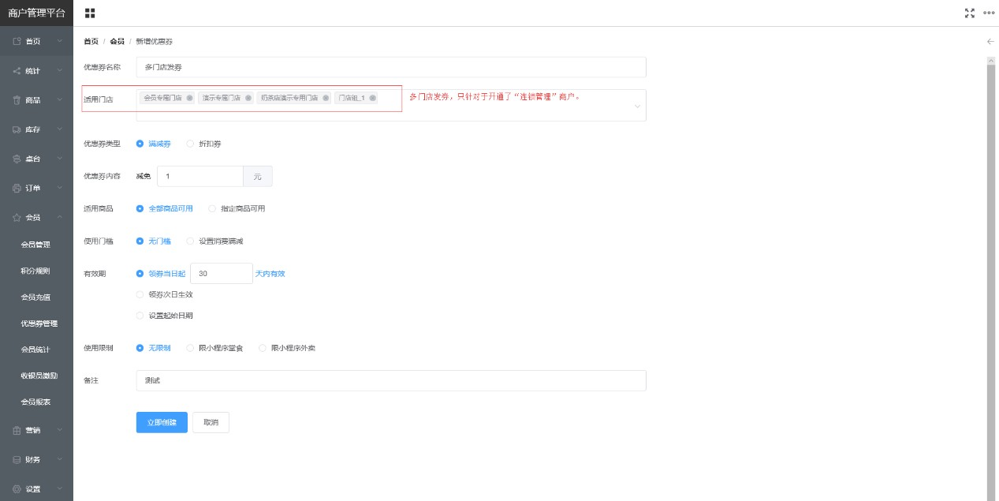 商户管理平台
首页
统计
商品
库存
桌台
订单
会员
会员管理
积分规则
会员充值
优惠券管理
会员统计
收银员激励
会员报表
营销
财务
设置
首页 / 会员 / 新增优惠券
优惠券名称 多门店发券
适用门店 会员专属门店 演示专属门店 奶茶店演示专用门店 门店组_1
多门店发券，只针对于开通了“连锁管理”商户。
优惠券类型 满减券 折扣券
优惠券内容 减免 1 元
适用商品 全部商品可用 指定商品可用
使用门槛 无门槛 设置消费满减
有效期 领券当日起 30 天内有效
领券次日生效
设置起始日期
使用限制 无限制 限小程序堂食 限小程序外卖
备注 测试
立即创建 取消